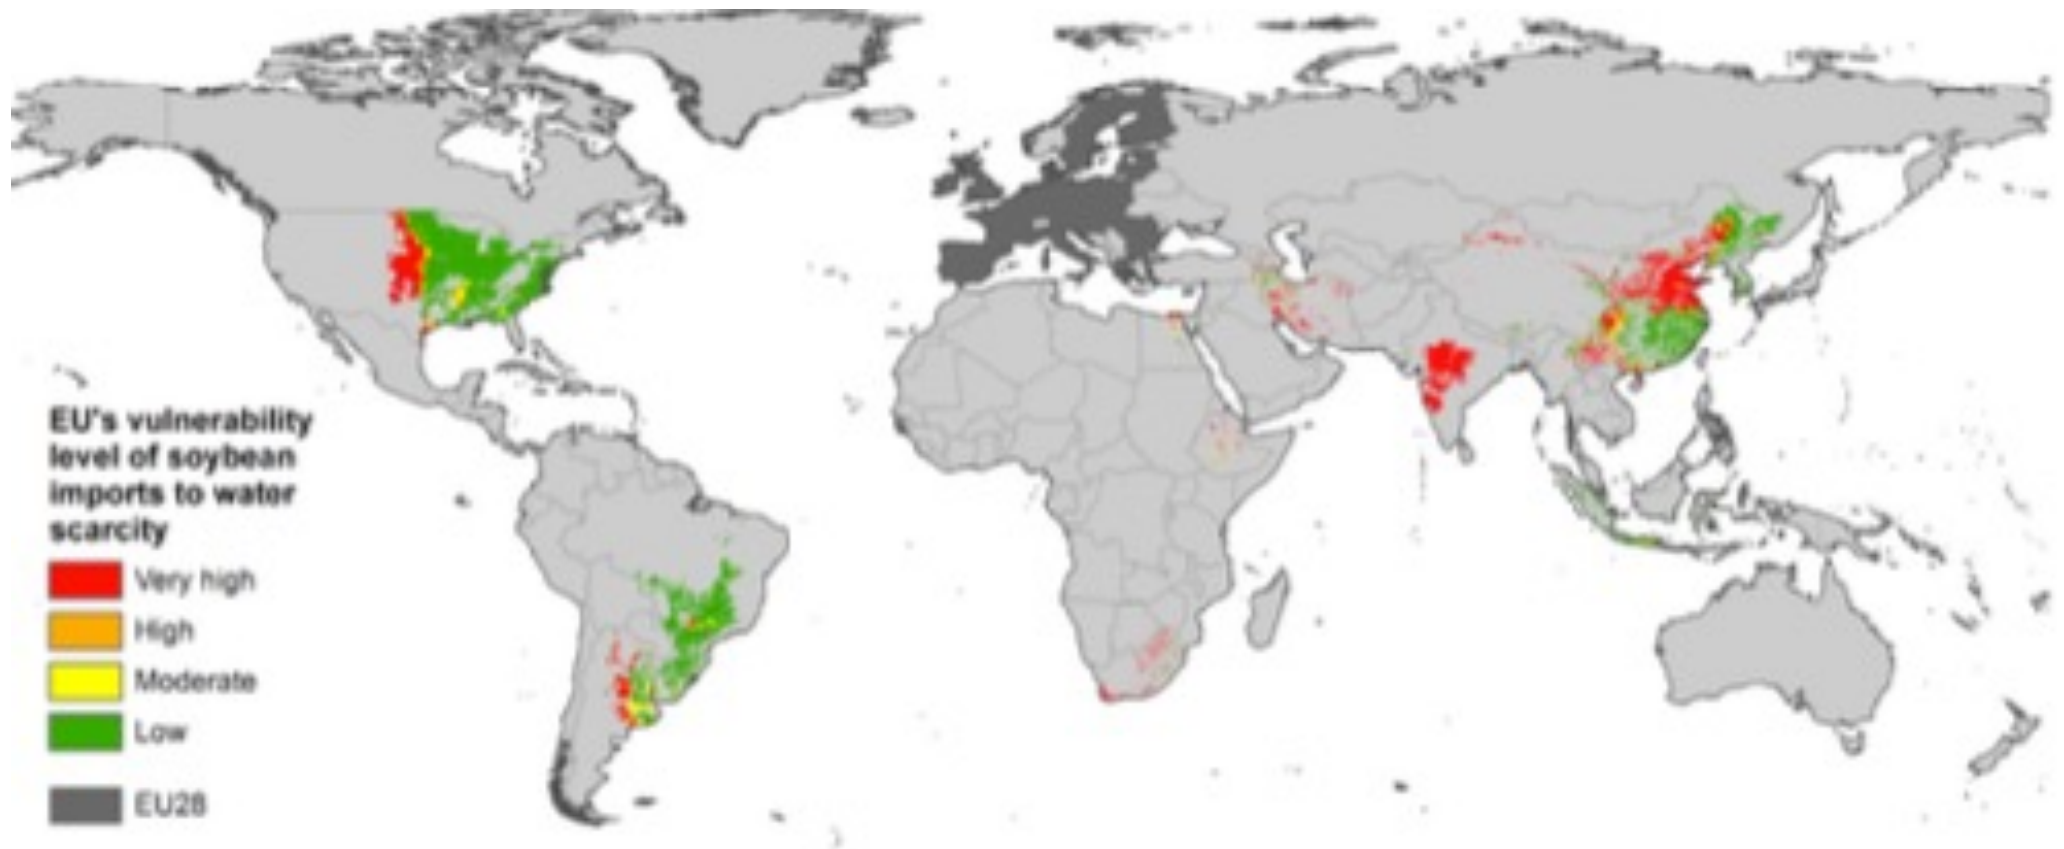 EU's vulnerability
level of soybean
imports to water
scarcity
Very high
High
Moderate
Low
EU28